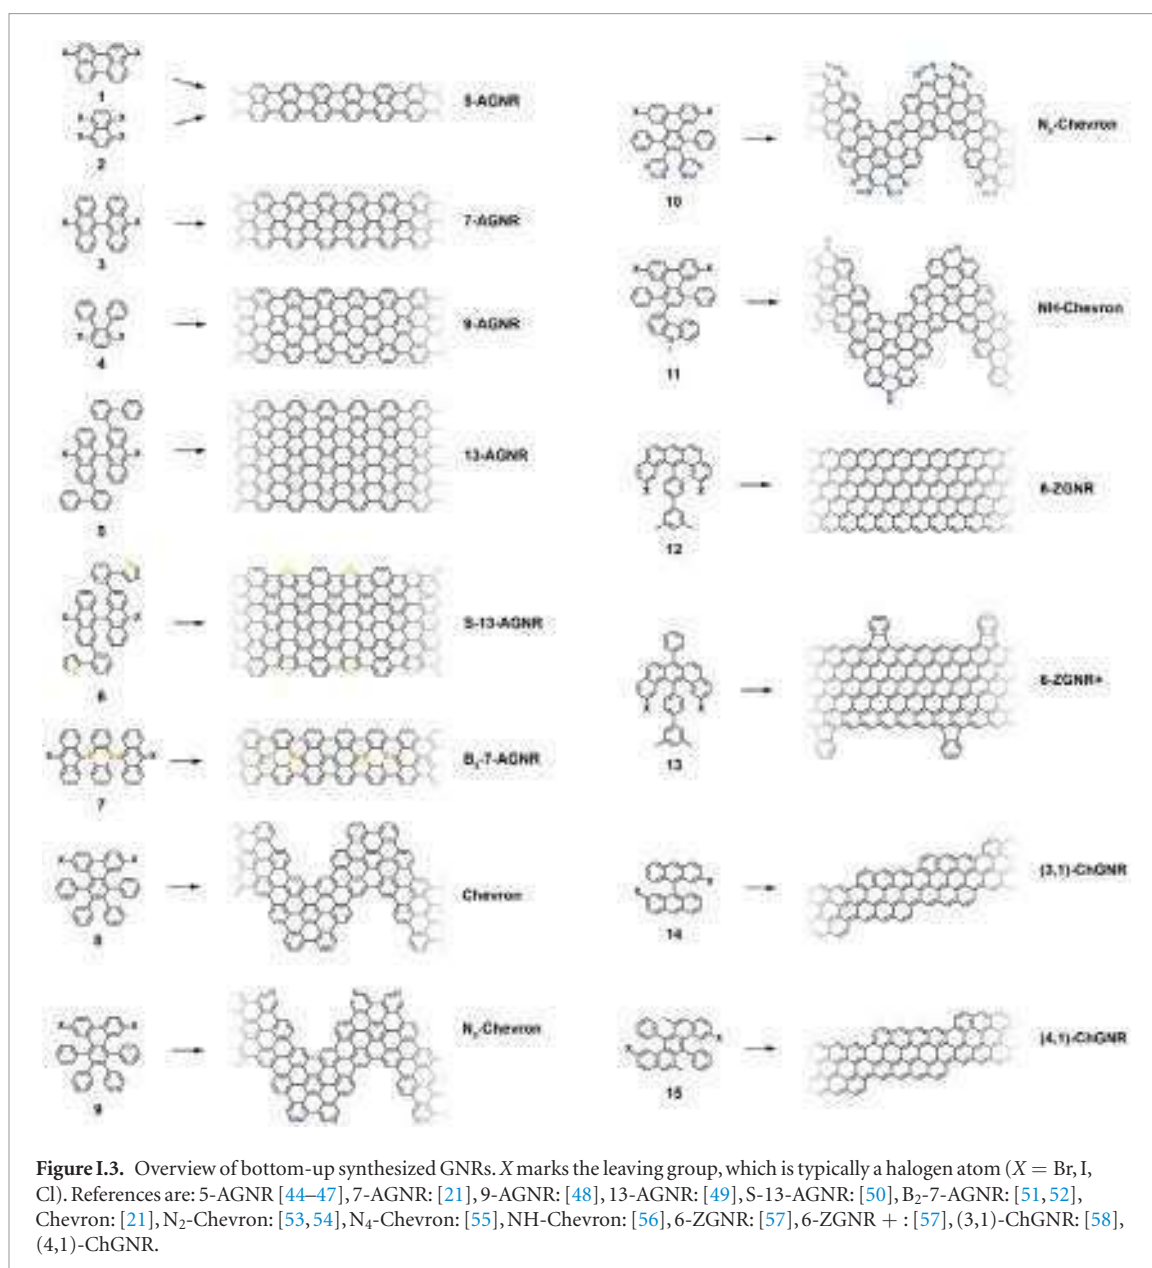 1
5-AGNR
2
3
7-AGNR
4
9-AGNR
5
13-AGNR
6
S-13-AGNR
7
B₂-7-AGNR
8
Chevron
9
N₂-Chevron
10
-Chevron
11
NH-Chevron
12
6-ZGNR
13
6-ZGNR+
14
(3,1)-ChGNR
15
(4,1)-ChGNR
Figure I.3. Overview of bottom-up synthesized GNRs. X marks the leaving group, which is typically a halogen atom (X = Br, I,
Cl). References are: 5-AGNR [44–47], 7-AGNR: [21], 9-AGNR: [48], 13-AGNR: [49], S-13-AGNR: [50], B₂-7-AGNR: [51, 52],
Chevron: [21], N₂-Chevron: [53, 54], N₄-Chevron: [55], NH-Chevron: [56], 6-ZGNR: [57], 6-ZGNR + : [57], (3,1)-ChGNR: [58],
(4,1)-ChGNR.